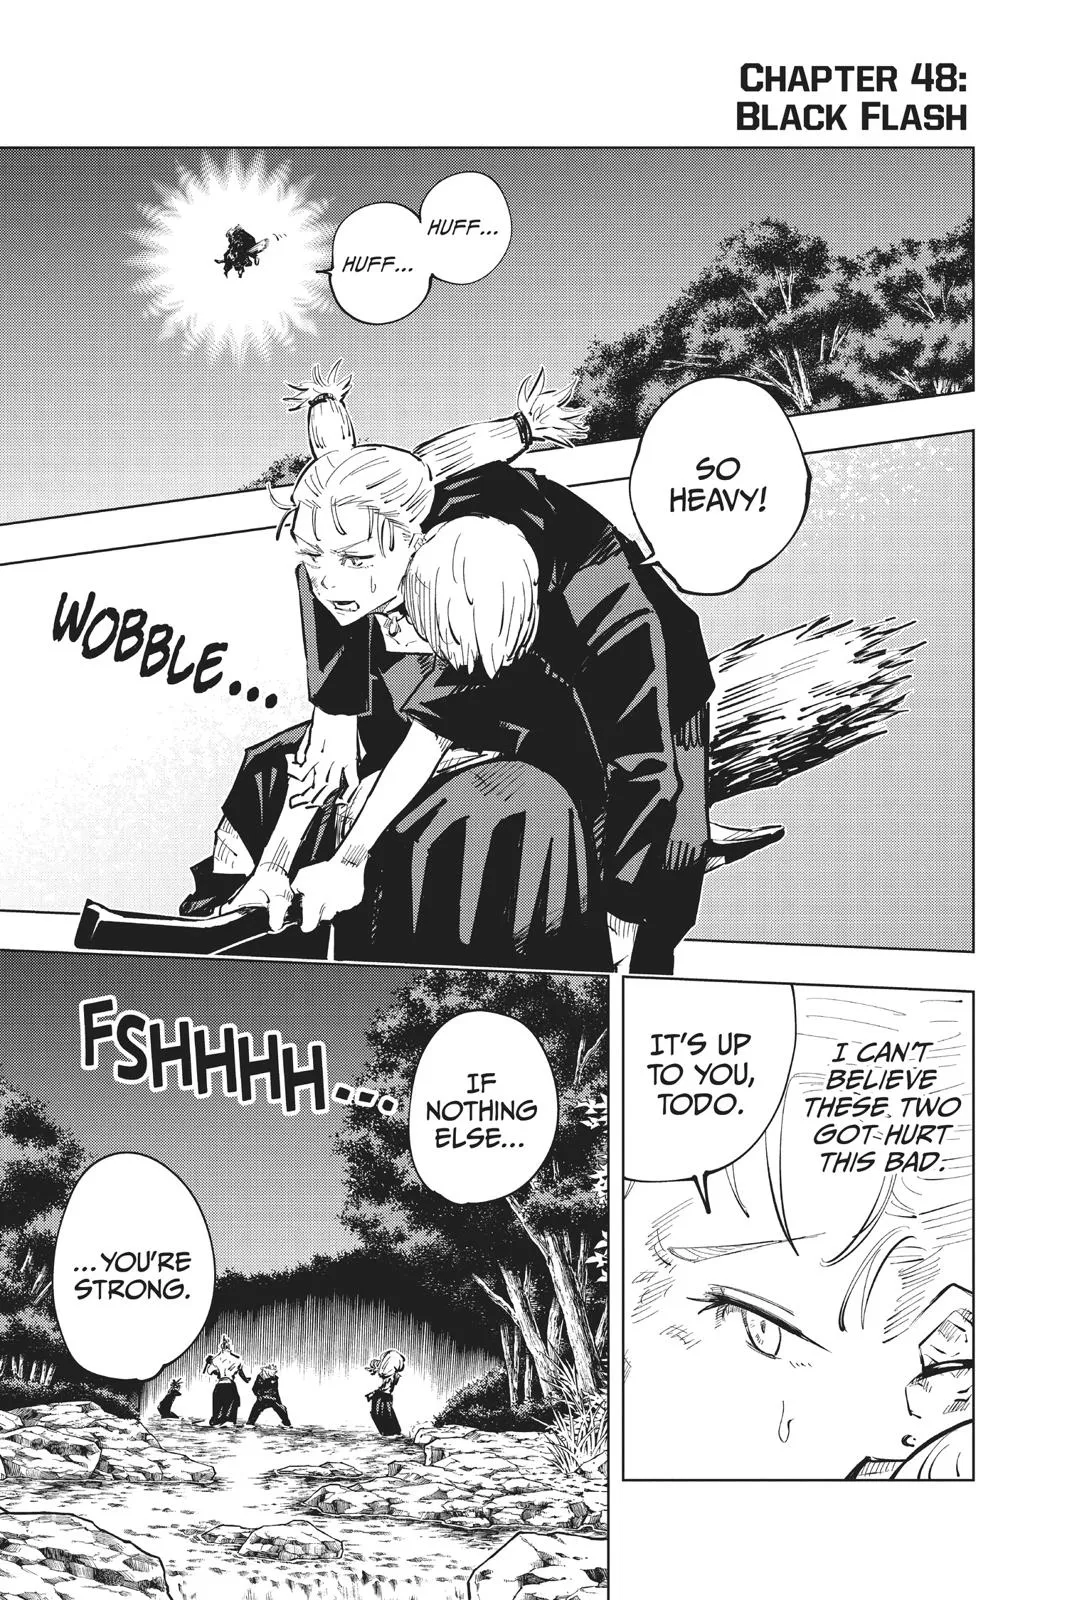 CHAPTER 48:
BLACK FLASH
HUFF...
HUFF...
SO
HEAVY!
WOBBLE...
I CAN'T
BELIEVE
THESE TWO
GOT HURT
THIS BAD.
IT'S UP
TO YOU,
TODO.
FSHHHH...
IF
NOTHING
ELSE...
...YOU'RE
STRONG.